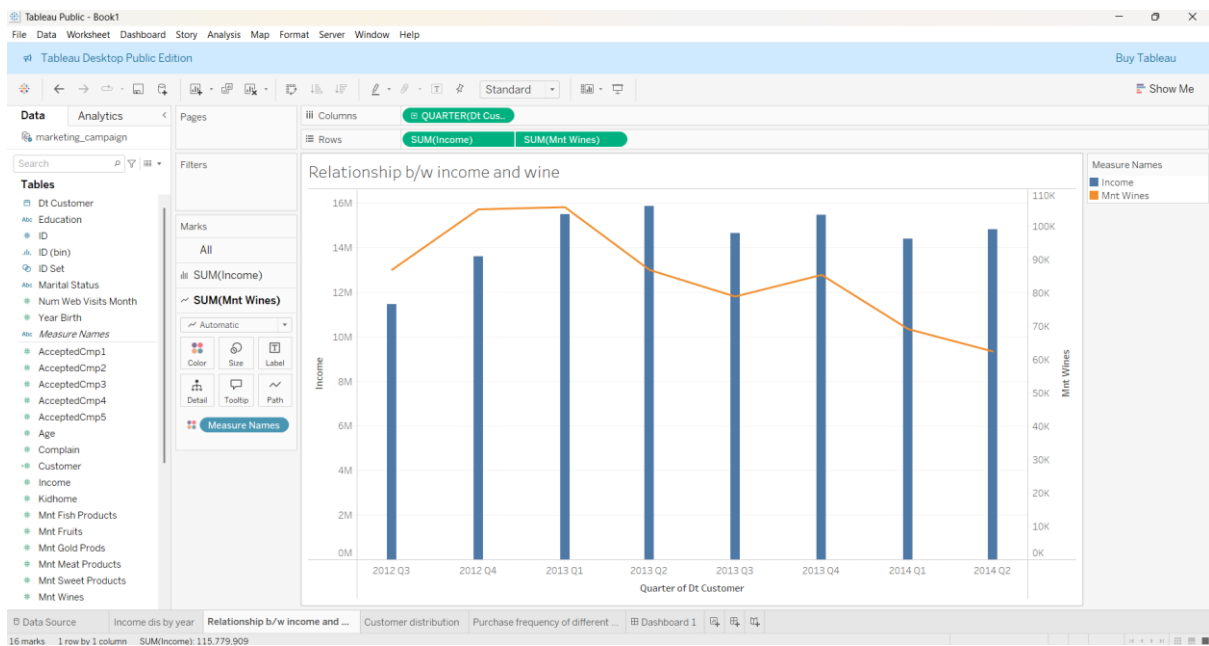 Tableau Public - Book1
File Data Worksheet Dashboard Story Analysis Map Format Server Window Help
Tableau Desktop Public Edition
Buy Tableau
Standard
Show Me
Data Analytics
marketing_campaign
Search
Tables
Dt Customer
Abc Education
ID
ID (bin)
ID Set
Abc Marital Status
# Num Web Visits Month
# Year Birth
Abc Measure Names
# AcceptedCmp1
# AcceptedCmp2
# AcceptedCmp3
# AcceptedCmp4
# AcceptedCmp5
# Age
# Complain
# Customer
# Income
# Kidhome
# Mnt Fish Products
# Mnt Fruits
# Mnt Gold Prods
# Mnt Meat Products
# Mnt Sweet Products
# Mnt Wines
Pages
Filters
Marks
All
SUM(Income)
SUM(Mnt Wines)
Automatic
Color Size Label
Detail Tooltip Path
Measure Names
Columns
QUARTER(Dt Cus..
Rows
SUM(Income) SUM(Mnt Wines)
Relationship b/w income and wine
16M
14M
12M
10M
8M
6M
4M
2M
0M
Income
110K
100K
90K
80K
70K
60K
50K
40K
30K
20K
10K
0K
Mnt Wines
2012 Q3 2012 Q4 2013 Q1 2013 Q2 2013 Q3 2013 Q4 2014 Q1 2014 Q2
Quarter of Dt Customer
Measure Names
Income
Mnt Wines
Data Source Income dis by year Relationship b/w income and ... Customer distribution Purchase frequency of different ... Dashboard 1
16 marks 1 row by 1 column SUM(Income): 115,779,909